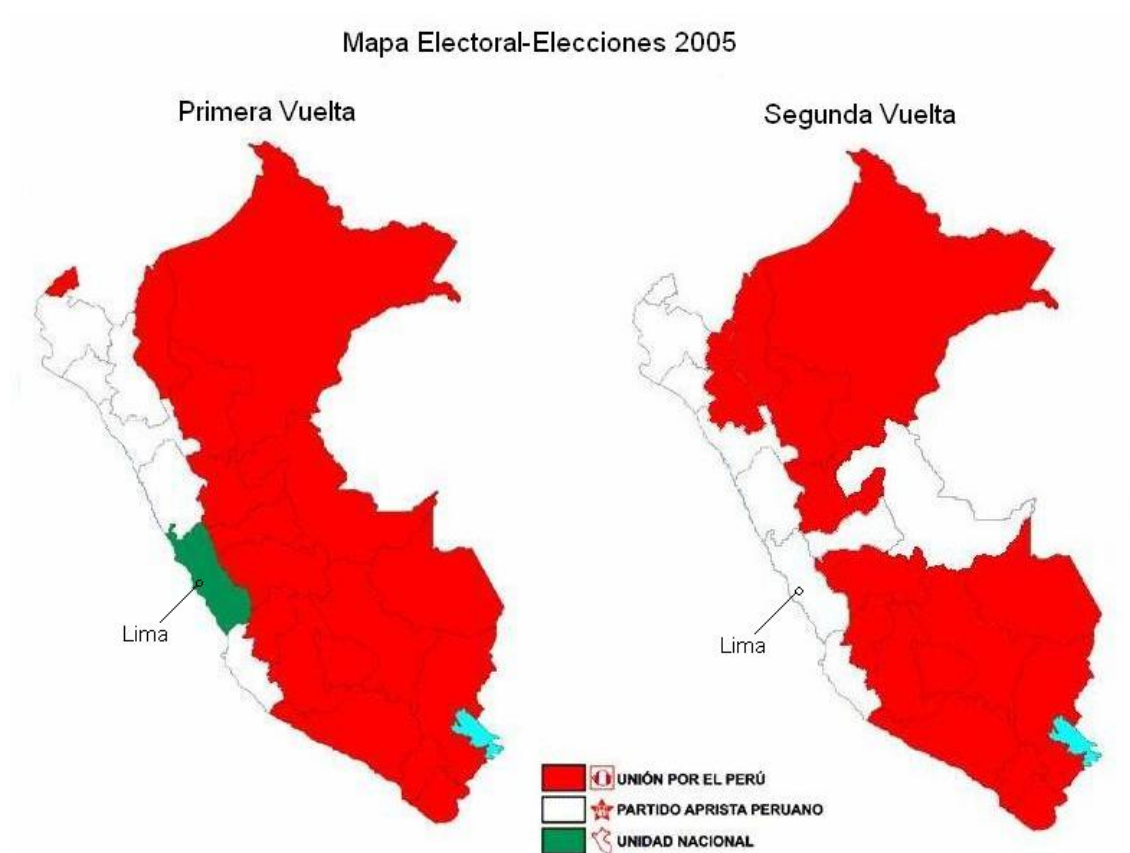 Mapa Electoral-Elecciones 2005
Primera Vuelta
Segunda Vuelta
Lima
Lima
UNIÓN POR EL PERÚ
PARTIDO APRISTA PERUANO
UNIDAD NACIONAL